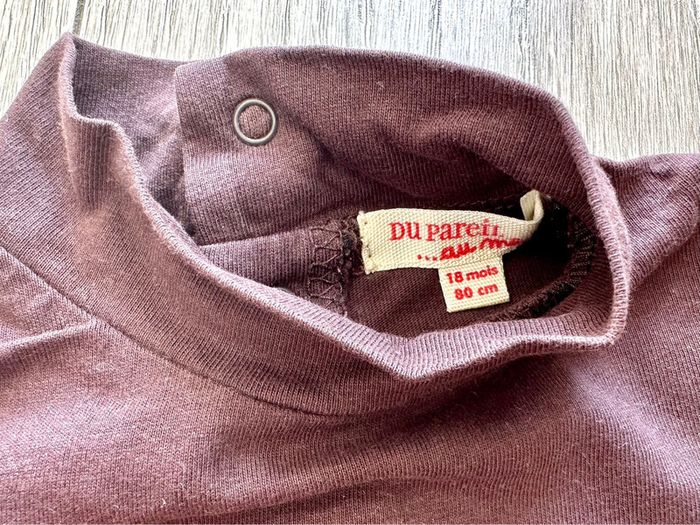 DU Pareil
...au
18 mois
80 cm